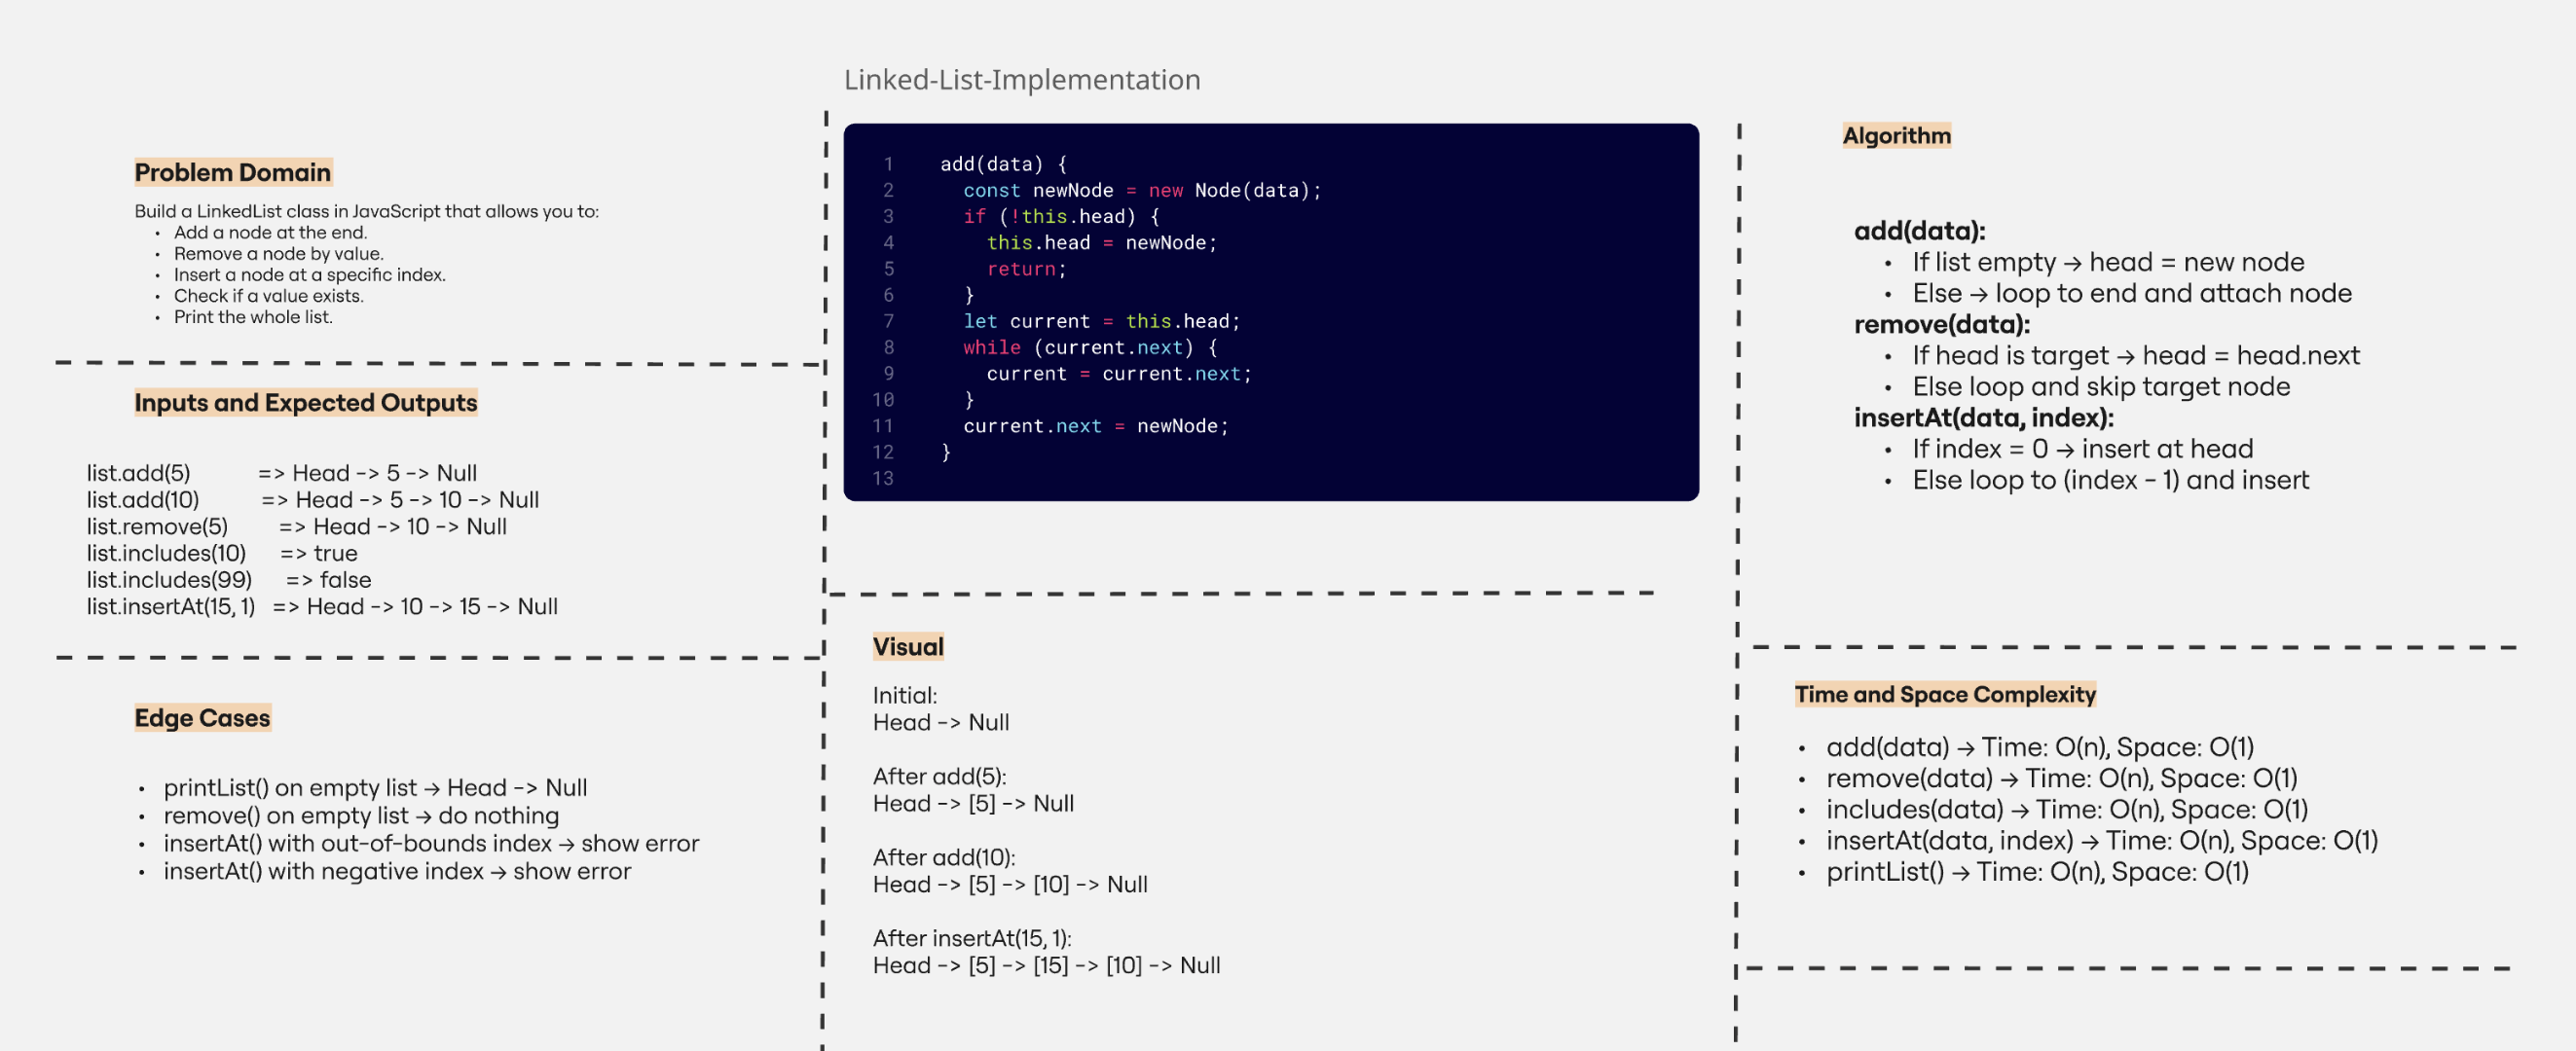 Linked-List-Implementation
Problem Domain
Build a LinkedList class in JavaScript that allows you to:
• Add a node at the end.
• Remove a node by value.
• Insert a node at a specific index.
• Check if a value exists.
• Print the whole list.
Inputs and Expected Outputs
list.add(5) => Head -> 5 -> Null
list.add(10) => Head -> 5 -> 10 -> Null
list.remove(5) => Head -> 10 -> Null
list.includes(10) => true
list.includes(99) => false
list.insertAt(15, 1) => Head -> 10 -> 15 -> Null
Edge Cases
• printList() on empty list → Head -> Null
• remove() on empty list → do nothing
• insertAt() with out-of-bounds index → show error
• insertAt() with negative index → show error
1 add(data) {
2 const newNode = new Node(data);
3 if (!this.head) {
4 this.head = newNode;
5 return;
6 }
7 let current = this.head;
8 while (current.next) {
9 current = current.next;
10 }
11 current.next = newNode;
12 }
13
Visual
Initial:
Head -> Null
After add(5):
Head -> [5] -> Null
After add(10):
Head -> [5] -> [10] -> Null
After insertAt(15, 1):
Head -> [5] -> [15] -> [10] -> Null
Algorithm
add(data):
• If list empty → head = new node
• Else → loop to end and attach node
remove(data):
• If head is target → head = head.next
• Else loop and skip target node
insertAt(data, index):
• If index = 0 → insert at head
• Else loop to (index - 1) and insert
Time and Space Complexity
• add(data) → Time: O(n), Space: O(1)
• remove(data) → Time: O(n), Space: O(1)
• includes(data) → Time: O(n), Space: O(1)
• insertAt(data, index) → Time: O(n), Space: O(1)
• printList() → Time: O(n), Space: O(1)